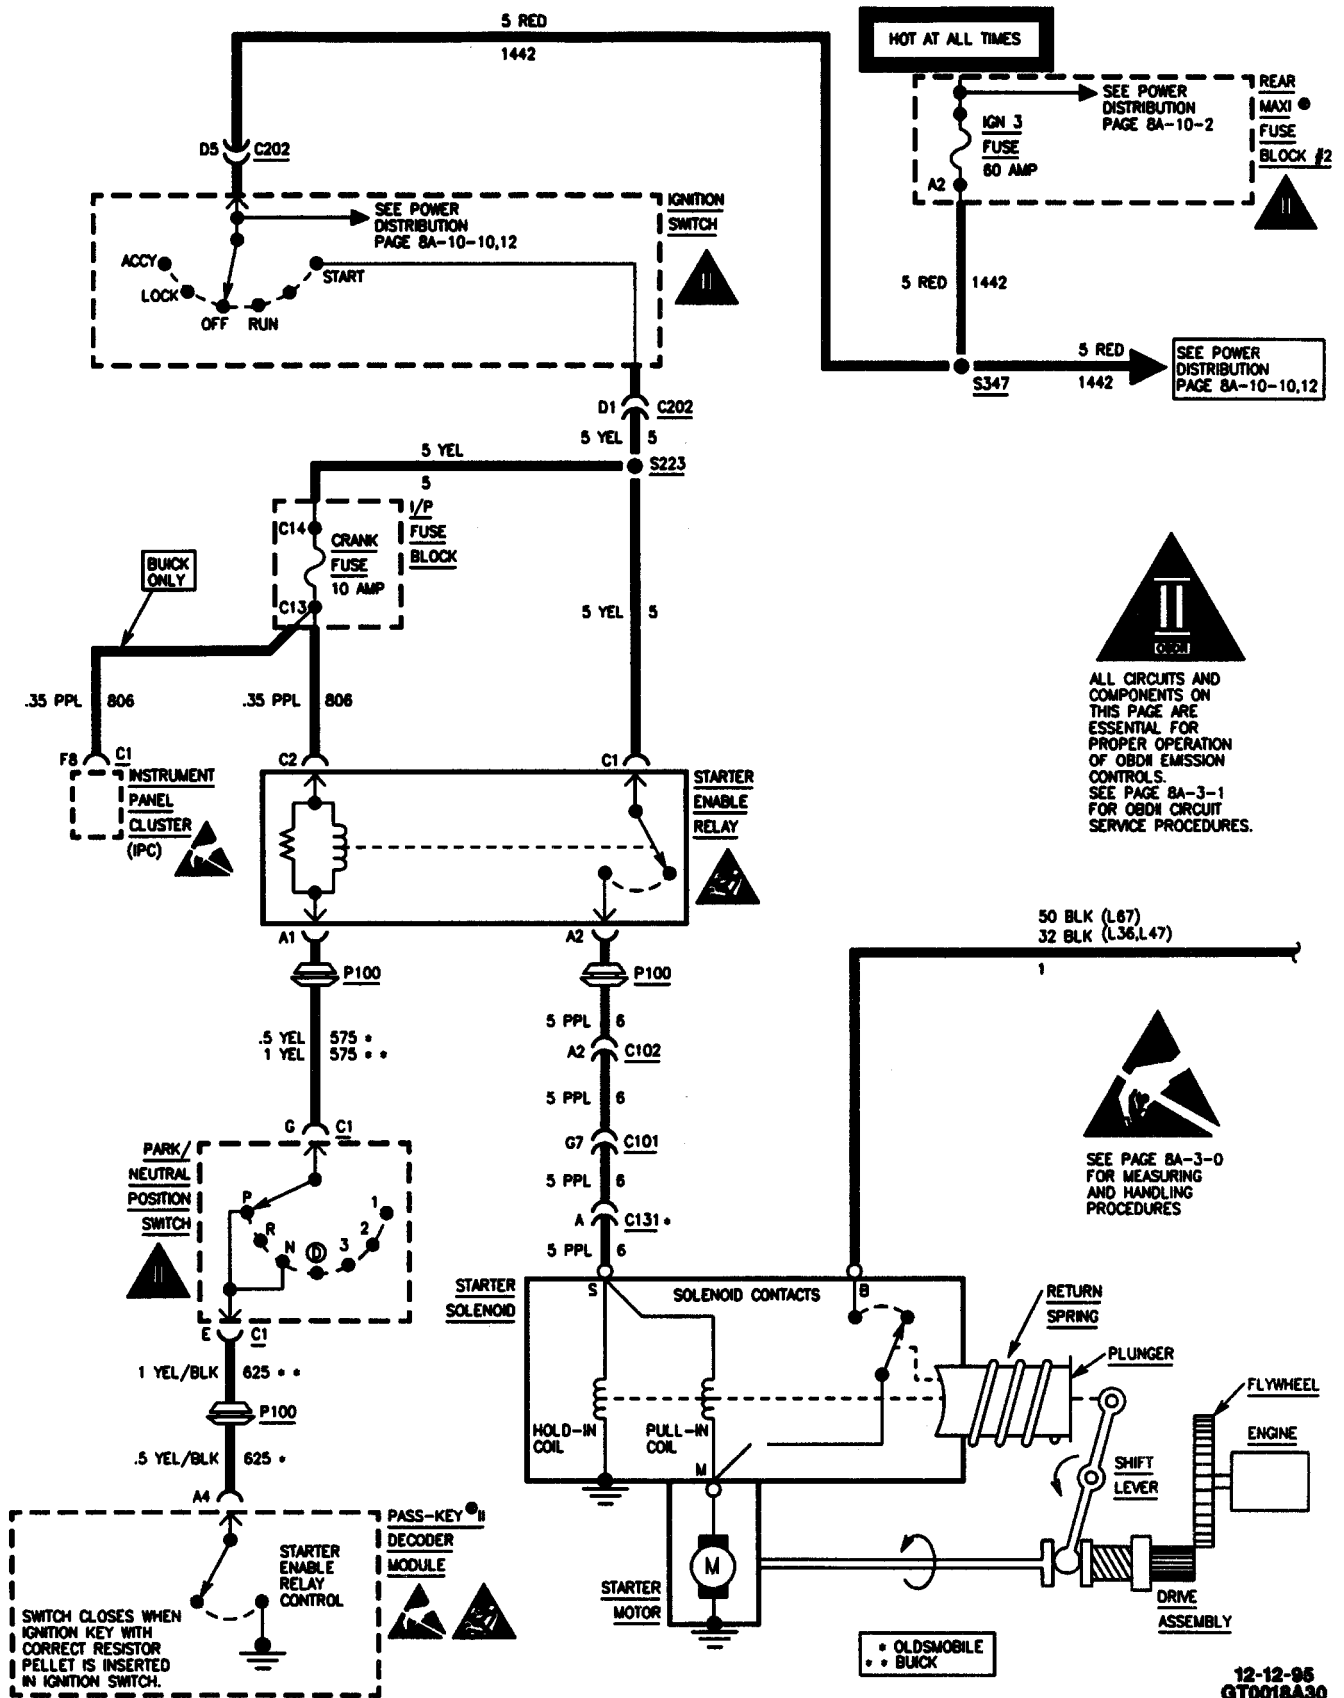 5 RED
1442
HOT AT ALL TIMES
SEE POWER
DISTRIBUTION
PAGE 8A-10-2
REAR
MAXI
FUSE
BLOCK #2
IGN 3
FUSE
60 AMP
A2
D5
C202
SEE POWER
DISTRIBUTION
PAGE 8A-10-10,12
IGNITION
SWITCH
ACCY
LOCK
OFF
RUN
START
5 RED
1442
5 RED
1442
S347
SEE POWER
DISTRIBUTION
PAGE 8A-10-10,12
D1
C202
5 YEL
5
S223
5 YEL
5
C14
CRANK
FUSE
10 AMP
C13
I/P
FUSE
BLOCK
BUICK
ONLY
5 YEL
5
OBDII
ALL CIRCUITS AND
COMPONENTS ON
THIS PAGE ARE
ESSENTIAL FOR
PROPER OPERATION
OF OBDII EMISSION
CONTROLS.
SEE PAGE 8A-3-1
FOR OBDII CIRCUIT
SERVICE PROCEDURES.
.35 PPL
806
.35 PPL
806
F8
C1
C2
C1
INSTRUMENT
PANEL
CLUSTER
(IPC)
STARTER
ENABLE
RELAY
A1
A2
P100
P100
50 BLK (L67)
32 BLK (L36,L47)
1
.5 YEL
575 *
1 YEL
575 * *
5 PPL
6
A2
C102
5 PPL
6
G7
C101
5 PPL
6
A
C131 *
5 PPL
6
G
C1
PARK/
NEUTRAL
POSITION
SWITCH
P
R
N
D
3
2
1
SEE PAGE 8A-3-0
FOR MEASURING
AND HANDLING
PROCEDURES
E
C1
1 YEL/BLK
625 * *
P100
.5 YEL/BLK
625 *
A4
STARTER
SOLENOID
S
SOLENOID CONTACTS
B
HOLD-IN
COIL
PULL-IN
COIL
M
RETURN
SPRING
PLUNGER
FLYWHEEL
ENGINE
SHIFT
LEVER
STARTER
MOTOR
M
DRIVE
ASSEMBLY
PASS-KEY II
DECODER
MODULE
STARTER
ENABLE
RELAY
CONTROL
SWITCH CLOSES WHEN
IGNITION KEY WITH
CORRECT RESISTOR
PELLET IS INSERTED
IN IGNITION SWITCH.
* OLDSMOBILE
* * BUICK
12-12-95
GT0018A30